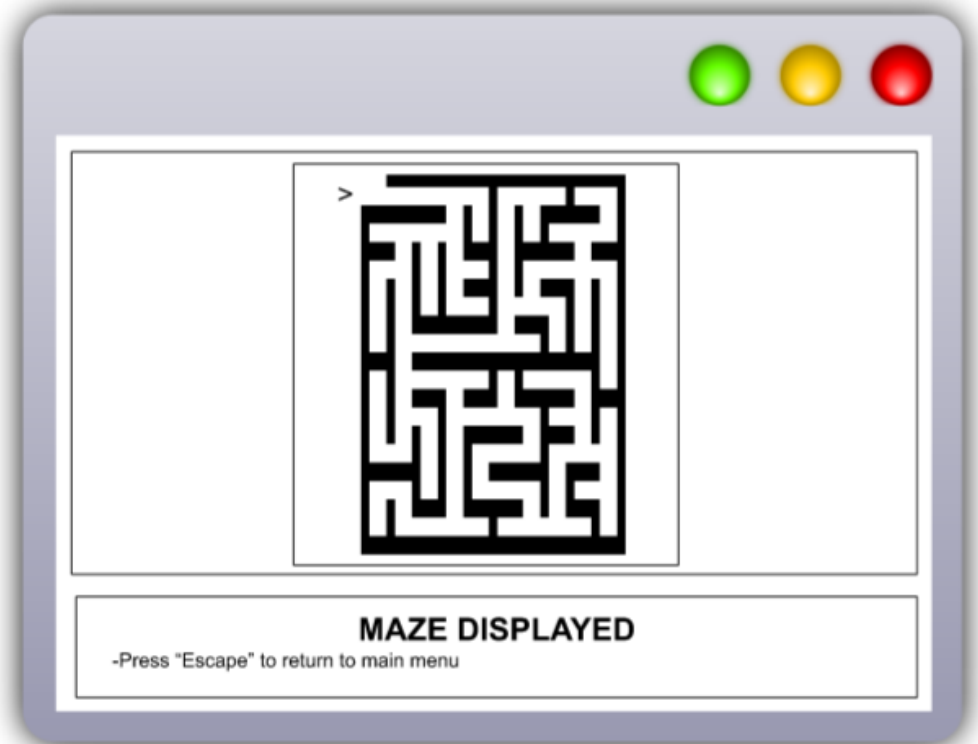 >
MAZE DISPLAYED
-Press “Escape” to return to main menu